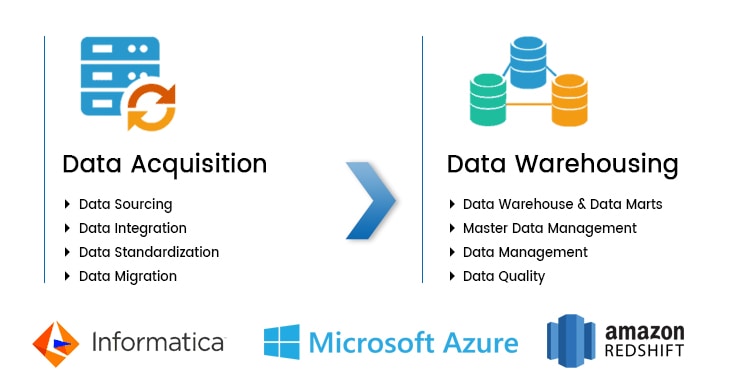 Data Acquisition
Data Sourcing
Data Integration
Data Standardization
Data Migration
Data Warehousing
Data Warehouse & Data Marts
Master Data Management
Data Management
Data Quality
Informatica
Microsoft Azure
amazon
REDSHIFT